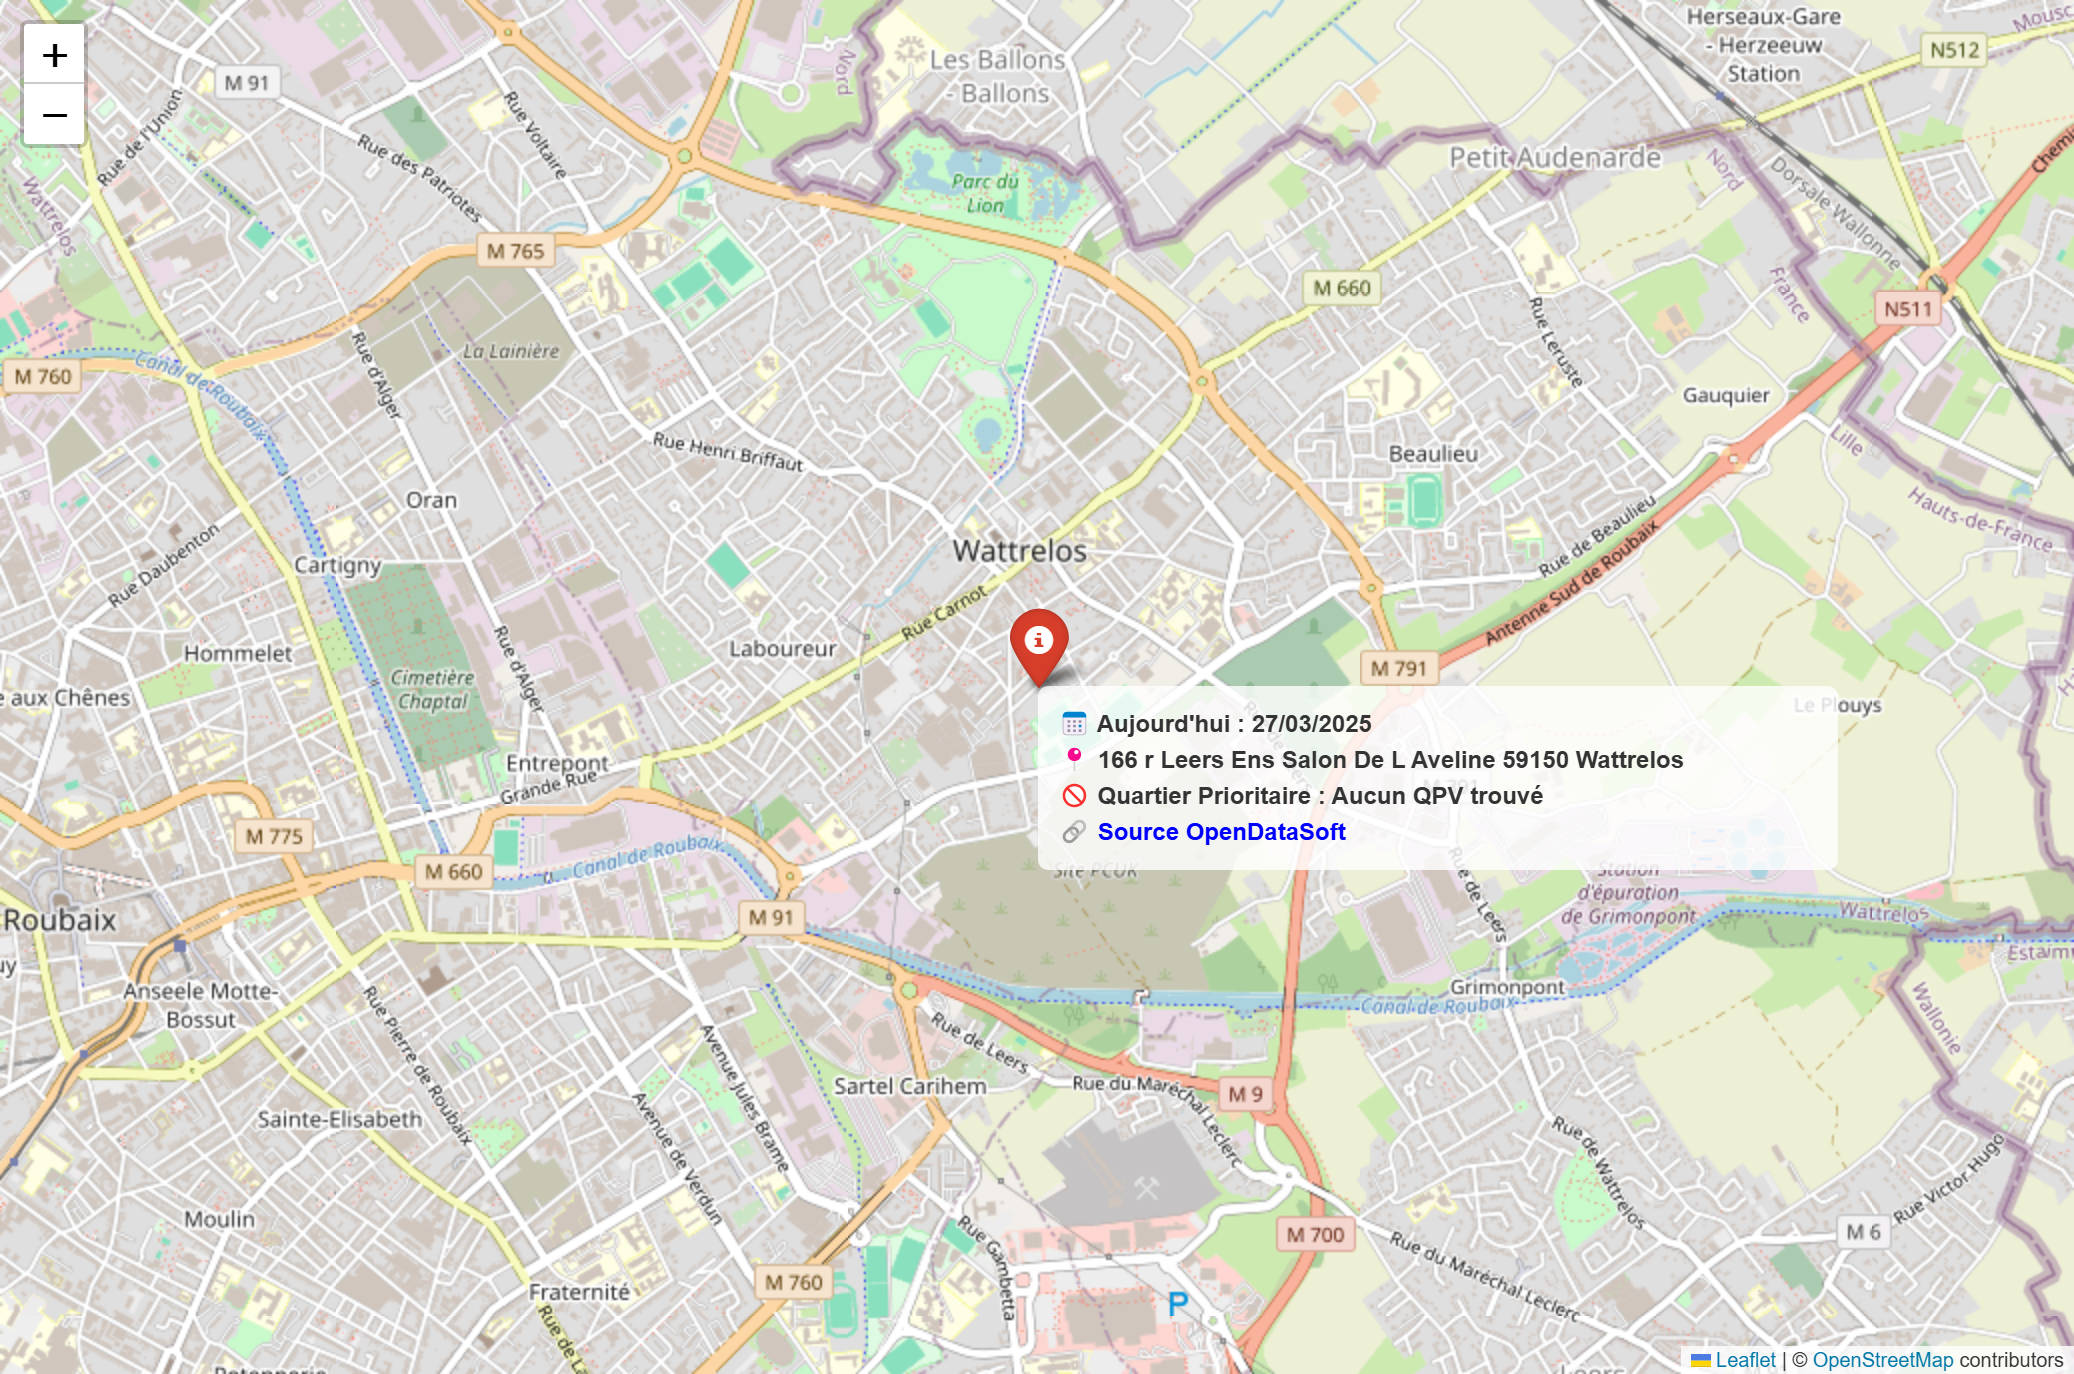 +
−
M 91
Rue de l'Union
Wattrelos
Rue des Patriotes
Rue Voltaire
Nord
Les Ballons
- Ballons
Herseaux-Gare
- Herzeeuw
Station
N512
Mousc
Parc du
Lion
Petit Audenarde
Nord
Dorsale Wallonne
Chemi
M 765
M 660
France
N511
M 760
Canal de Roubaix
La Lainière
Rue d'Alger
Rue Leruste
Gauquier
Rue Henri Briffaut
Beaulieu
Lille
Hauts-de-France
Oran
Rue Daubenton
Cartigny
Wattrelos
Rue de Beaulieu
Antenne Sud de Roubaix
Rue Carnot
Hommelet
Laboureur
Rue d'Alger
M 791
e aux Chênes
Cimetière
Chaptal
Le Plouys
Aujourd'hui : 27/03/2025
166 r Leers Ens Salon De L Aveline 59150 Wattrelos
Quartier Prioritaire : Aucun QPV trouvé
Source OpenDataSoft
Entrepont
Grande Rue
M 775
M 660
Canal de Roubaix
Site PCUK
Rue de Leers
Station
d'épuration
de Grimonpont
Wattrelos
Roubaix
M 91
Estaim
uy
Anseele Motte-
Bossut
Grimonpont
Canal de Roubaix
Wallonie
Rue Pierre de Roubaix
Avenue Jules Brame
Rue de Leers
Sartel Carihem
Rue du Maréchal Leclerc
M 9
Sainte-Elisabeth
Avenue de Verdun
Rue de Wattrelos
Rue Victor Hugo
Moulin
Rue Gambetta
M 700
M 6
Rue du Maréchal Leclerc
Fraternité
M 760
P
Rue de La
Leers
Leaflet | © OpenStreetMap contributors